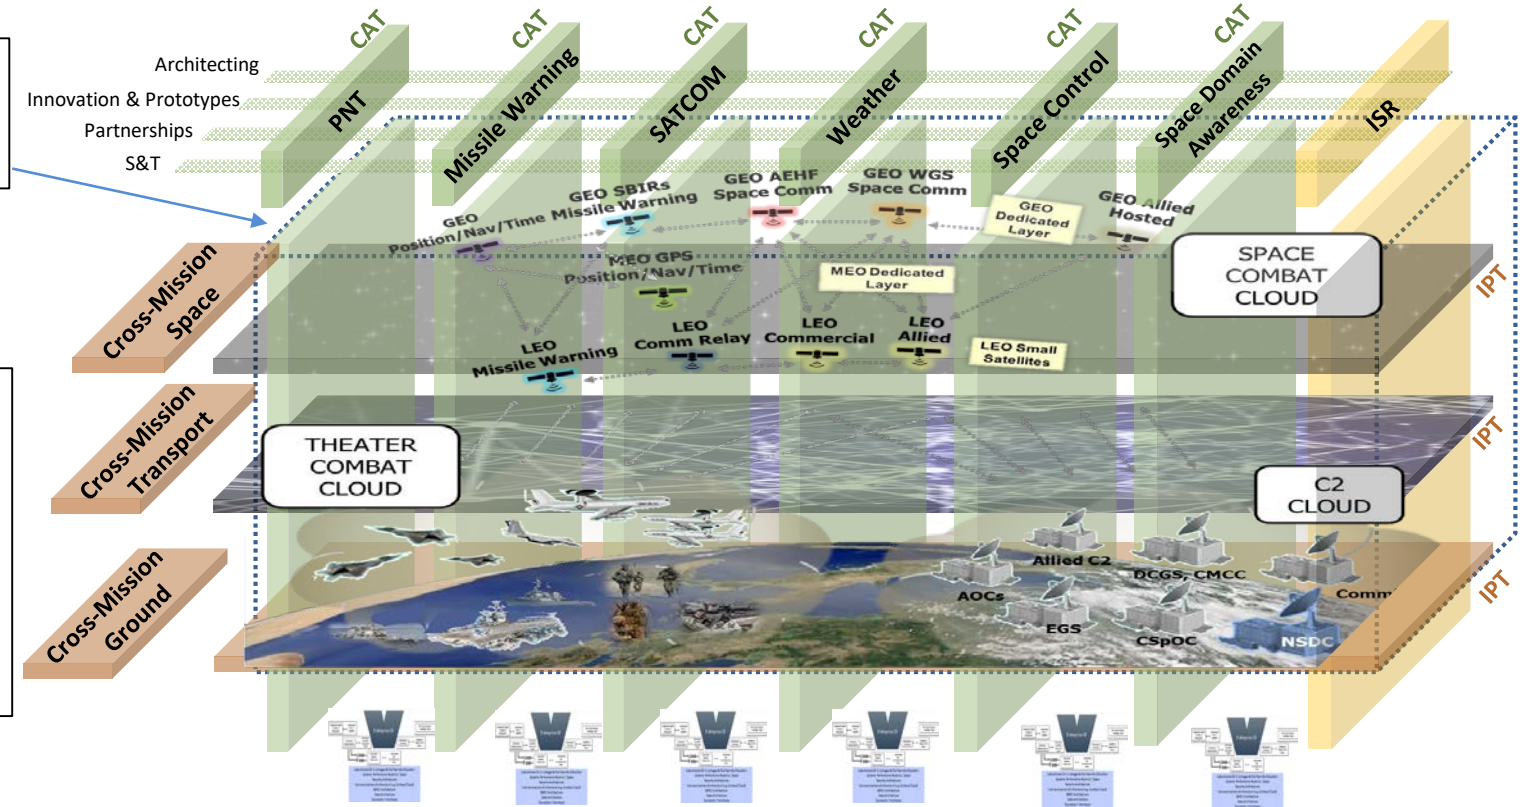 CAT
CAT
CAT
CAT
CAT
CAT
Architecting
Innovation & Prototypes
Partnerships
S&T
PNT
Missile Warning
SATCOM
Weather
Space Control
Space Domain
Awareness
ISR
GEO
Position/Nav/Time
GEO SBIRs
Missile Warning
GEO AEHF
Space Comm
GEO WGS
Space Comm
GEO
Dedicated
Layer
GEO Allied
Hosted
Cross-Mission
Space
MEO GPS
Position/Nav/Time
MEO Dedicated
Layer
SPACE
COMBAT
CLOUD
IPT
LEO
Missile Warning
LEO
Comm Relay
LEO
Commercial
LEO
Allied
LEO Small
Satellites
Cross-Mission
Transport
THEATER
COMBAT
CLOUD
C2
CLOUD
IPT
Cross-Mission
Ground
AOCs
Allied C2
DCGS, CMCC
Comm
EGS
CSpOC
NSDC
IPT